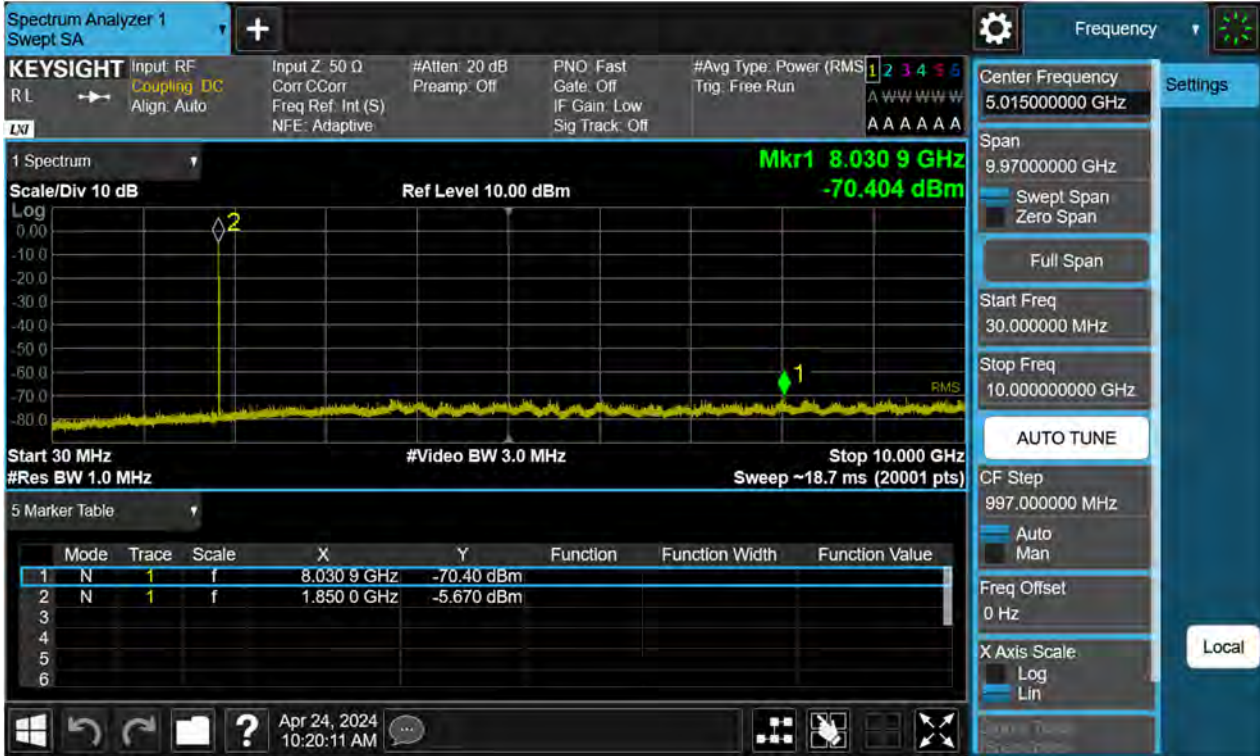 Spectrum Analyzer 1
Swept SA
+
Frequency
KEYSIGHT
R L
LXI
Input: RF
Coupling: DC
Align: Auto
Input Z: 50 Ω
Corr CCorr
Freq Ref: Int (S)
NFE: Adaptive
#Atten: 20 dB
Preamp: Off
PNO: Fast
Gate: Off
IF Gain: Low
Sig Track: Off
#Avg Type: Power (RMS
Trig: Free Run
1 2 3 4 5 6
A W W W W W
A A A A A A
Center Frequency
5.015000000 GHz
Settings
1 Spectrum
Scale/Div 10 dB
Ref Level 10.00 dBm
Mkr1 8.030 9 GHz
-70.404 dBm
Span
9.97000000 GHz
Swept Span
Zero Span
Full Span
Start Freq
30.000000 MHz
Stop Freq
10.000000000 GHz
AUTO TUNE
CF Step
997.000000 MHz
Auto
Man
Freq Offset
0 Hz
X Axis Scale
Log
Lin
Local
Log
0.00
-10.0
-20.0
-30.0
-40.0
-50.0
-60.0
-70.0
-80.0
2
1
RMS
Start 30 MHz
#Video BW 3.0 MHz
Stop 10.000 GHz
#Res BW 1.0 MHz
Sweep ~18.7 ms (20001 pts)
5 Marker Table
Mode Trace Scale X Y Function Function Width Function Value
1 N 1 f 8.030 9 GHz -70.40 dBm
2 N 1 f 1.850 0 GHz -5.670 dBm
3
4
5
6
?
Apr 24, 2024
10:20:11 AM